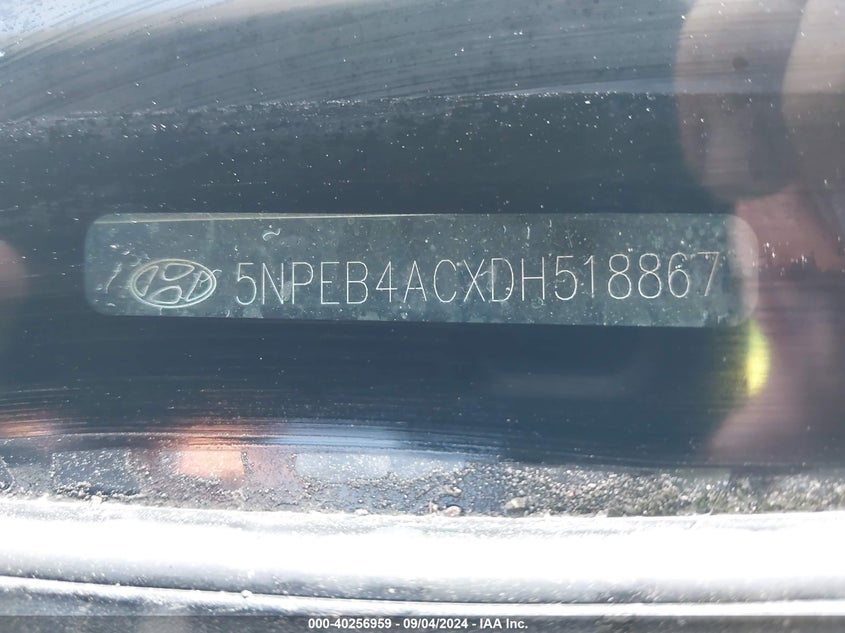 5NPEB4ACXDH518867
000-40256959 - 09/04/2024 - IAA Inc.